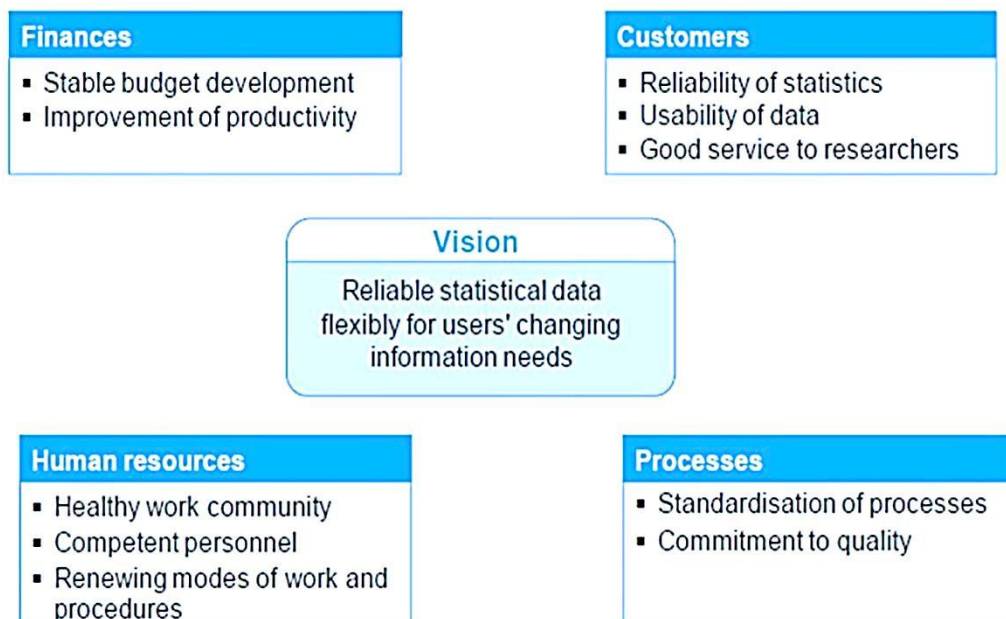 Finances
▪ Stable budget development
▪ Improvement of productivity
Customers
▪ Reliability of statistics
▪ Usability of data
▪ Good service to researchers
Vision
Reliable statistical data
flexibly for users' changing
information needs
Human resources
▪ Healthy work community
▪ Competent personnel
▪ Renewing modes of work and
procedures
Processes
▪ Standardisation of processes
▪ Commitment to quality